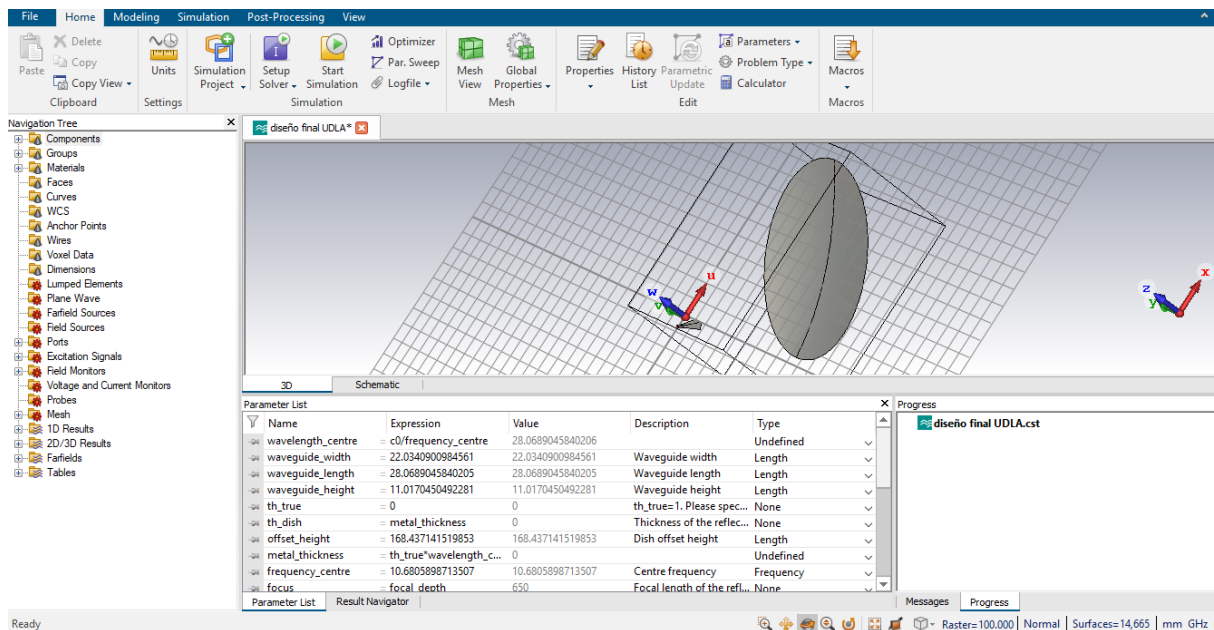 File Home Modeling Simulation Post-Processing View
Delete
Copy
Copy View
Paste
Clipboard
Units
Settings
Simulation Project
Setup Solver
Start Simulation
Optimizer
Par. Sweep
Logfile
Simulation
Mesh View
Global Properties
Mesh
Properties
History List
Parametric Update
Parameters
Problem Type
Calculator
Edit
Macros
Macros
Navigation Tree
Components
Groups
Materials
Faces
Curves
WCS
Anchor Points
Wires
Voxel Data
Dimensions
Lumped Elements
Plane Wave
Farfield Sources
Field Sources
Ports
Excitation Signals
Field Monitors
Voltage and Current Monitors
Probes
Mesh
1D Results
2D/3D Results
Farfields
Tables
diseño final UDLA*
u
w
v
x
z
y
3D Schematic
Parameter List
Name Expression Value Description Type
wavelength_centre = c0/frequency_centre 28.0689045840206 Undefined
waveguide_width = 22.0340900984561 22.0340900984561 Waveguide width Length
waveguide_length = 28.0689045840205 28.0689045840205 Waveguide length Length
waveguide_height = 11.0170450492281 11.0170450492281 Waveguide height Length
th_true = 0 0 th_true=1. Please spec... None
th_dish = metal_thickness 0 Thickness of the reflec... None
offset_height = 168.437141519853 168.437141519853 Dish offset height Length
metal_thickness = th_true*wavelength_c... 0 Undefined
frequency_centre = 10.6805898713507 10.6805898713507 Centre frequency Frequency
focus = focal_depth 650 Focal length of the refl... None
Parameter List Result Navigator
Progress
diseño final UDLA.cst
Messages Progress
Ready
Raster=100.000 Normal Surfaces=14,665 mm GHz